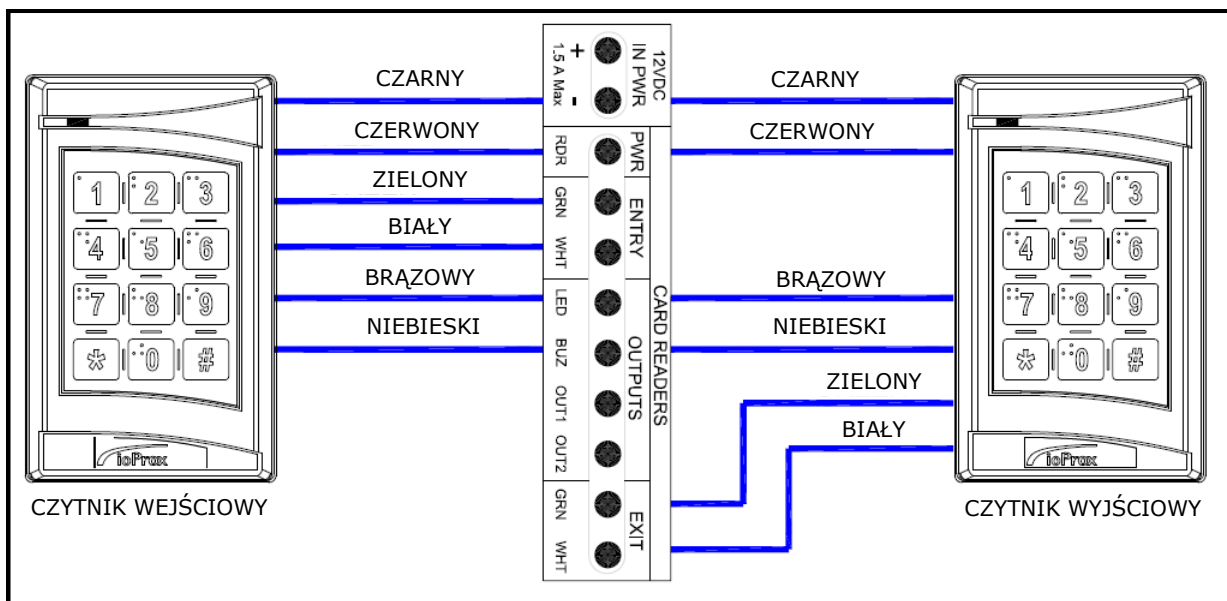 CZARNY
CZERWONY
ZIELONY
BIAŁY
BRĄZOWY
NIEBIESKI
1 2 3
4 5 6
7 8 9
* 0 #
ioProx
CZYTNIK WEJŚCIOWY
12VDC
IN PWR
+ -
1.5 A Max
PWR
RDR
ENTRY
GRN
WHT
CARD READERS
OUTPUTS
LED
BUZ
OUT1
OUT2
EXIT
GRN
WHT
CZARNY
CZERWONY
BRĄZOWY
NIEBIESKI
ZIELONY
BIAŁY
1 2 3
4 5 6
7 8 9
* 0 #
ioProx
CZYTNIK WYJŚCIOWY